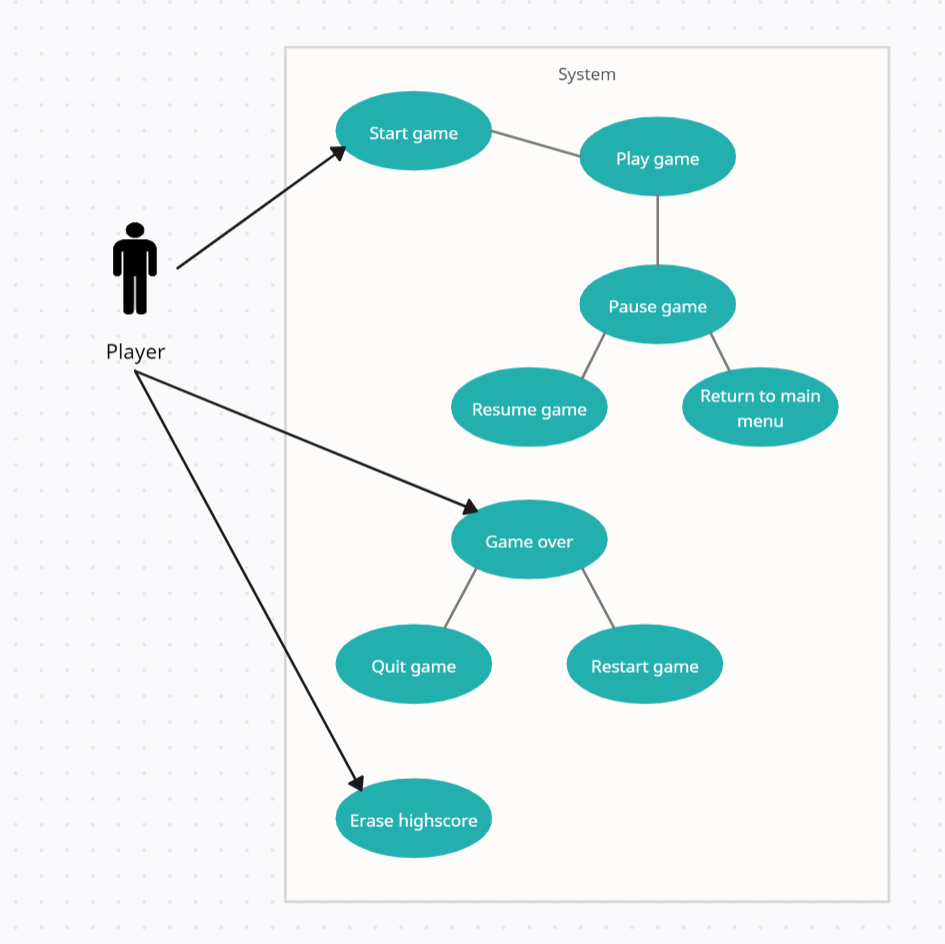 System
Start game
Play game
Pause game
Player
Resume game
Return to main
menu
Game over
Quit game
Restart game
Erase highscore